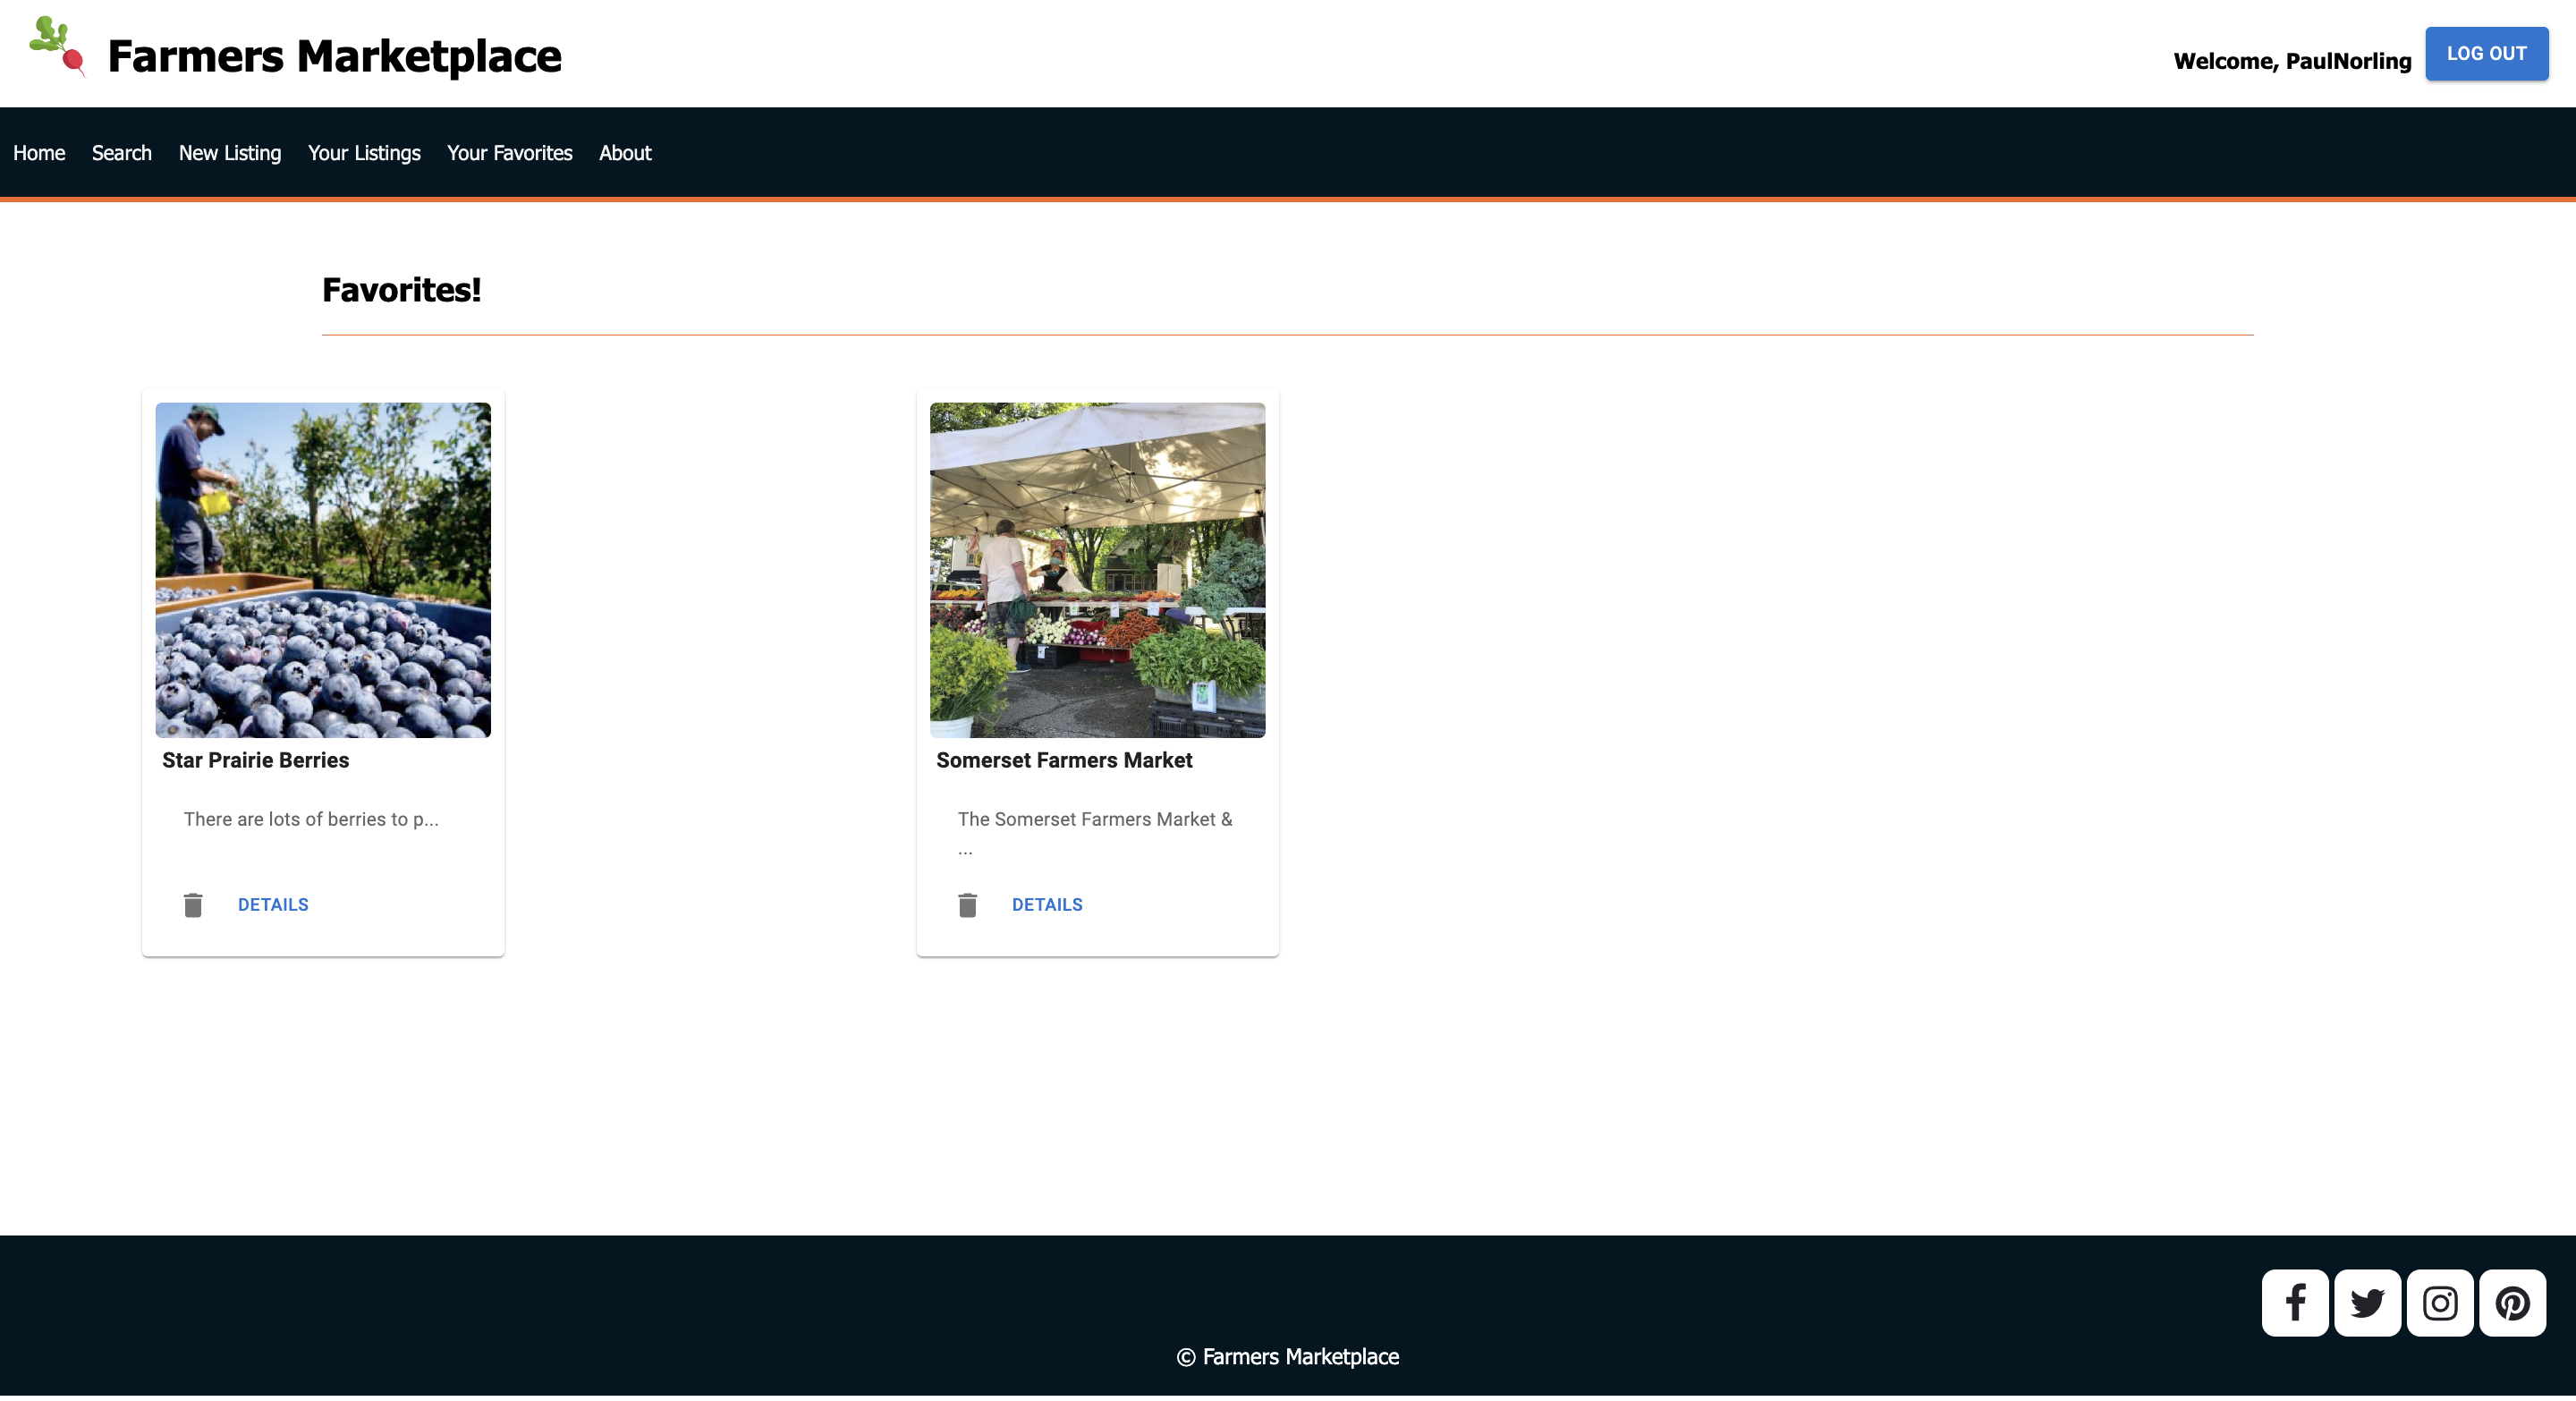 Farmers Marketplace
Welcome, PaulNorling
LOG OUT
Home Search New Listing Your Listings Your Favorites About
Favorites!
Star Prairie Berries
There are lots of berries to p...
DETAILS
Somerset Farmers Market
The Somerset Farmers Market &
...
DETAILS
© Farmers Marketplace